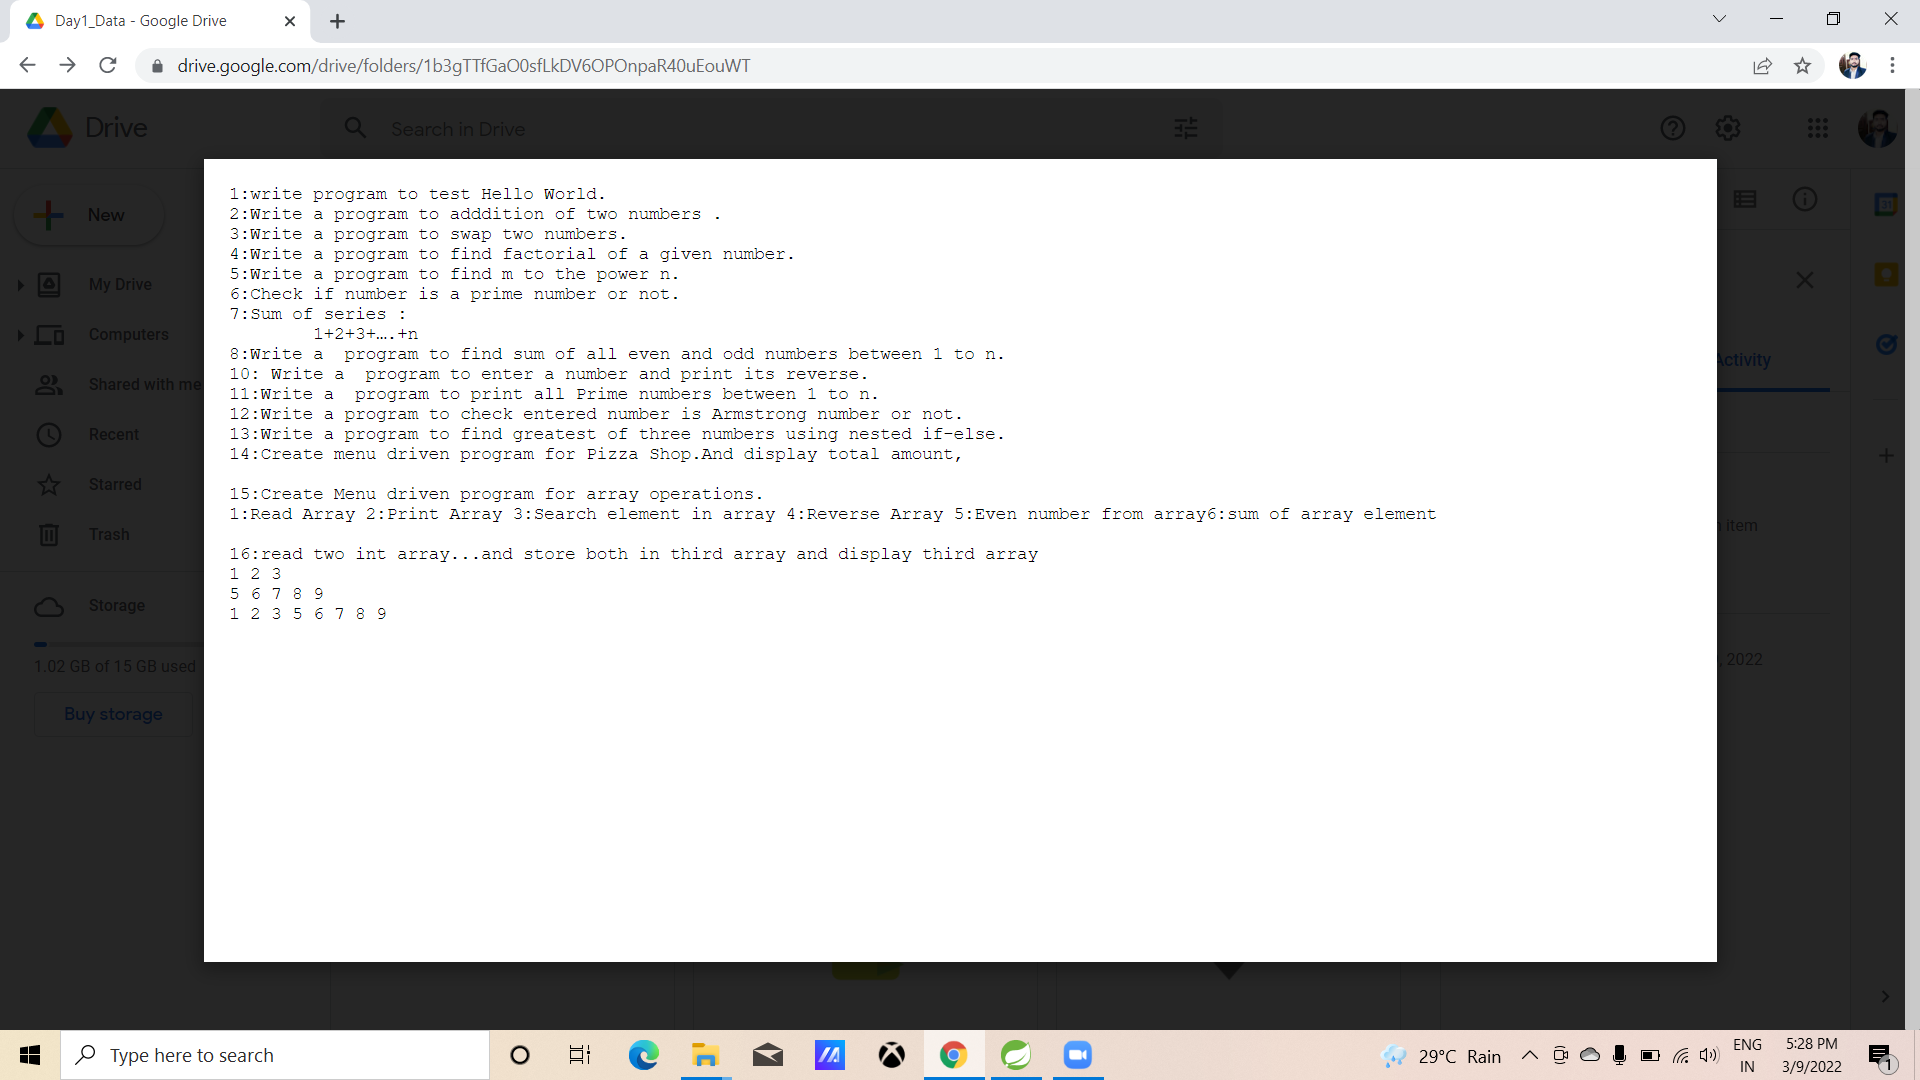 Day1_Data - Google Drive
drive.google.com/drive/folders/1b3gTTfGaO0sfLkDV6OPOnpaR40uEouWT
Drive
Search in Drive
New
My Drive
Computers
Shared with me
Recent
Starred
Trash
Storage
1.02 GB of 15 GB used
Buy storage
1:write program to test Hello World.
2:Write a program to adddition of two numbers .
3:Write a program to swap two numbers.
4:Write a program to find factorial of a given number.
5:Write a program to find m to the power n.
6:Check if number is a prime number or not.
7:Sum of series :
1+2+3+….+n
8:Write a  program to find sum of all even and odd numbers between 1 to n.
10: Write a  program to enter a number and print its reverse.
11:Write a  program to print all Prime numbers between 1 to n.
12:Write a program to check entered number is Armstrong number or not.
13:Write a program to find greatest of three numbers using nested if-else.
14:Create menu driven program for Pizza Shop.And display total amount,
15:Create Menu driven program for array operations.
1:Read Array 2:Print Array 3:Search element in array 4:Reverse Array 5:Even number from array6:sum of array element
16:read two int array...and store both in third array and display third array
1 2 3
5 6 7 8 9
1 2 3 5 6 7 8 9
31
Activity
item
2022
Type here to search
29°C Rain
ENG
IN
5:28 PM
3/9/2022
1